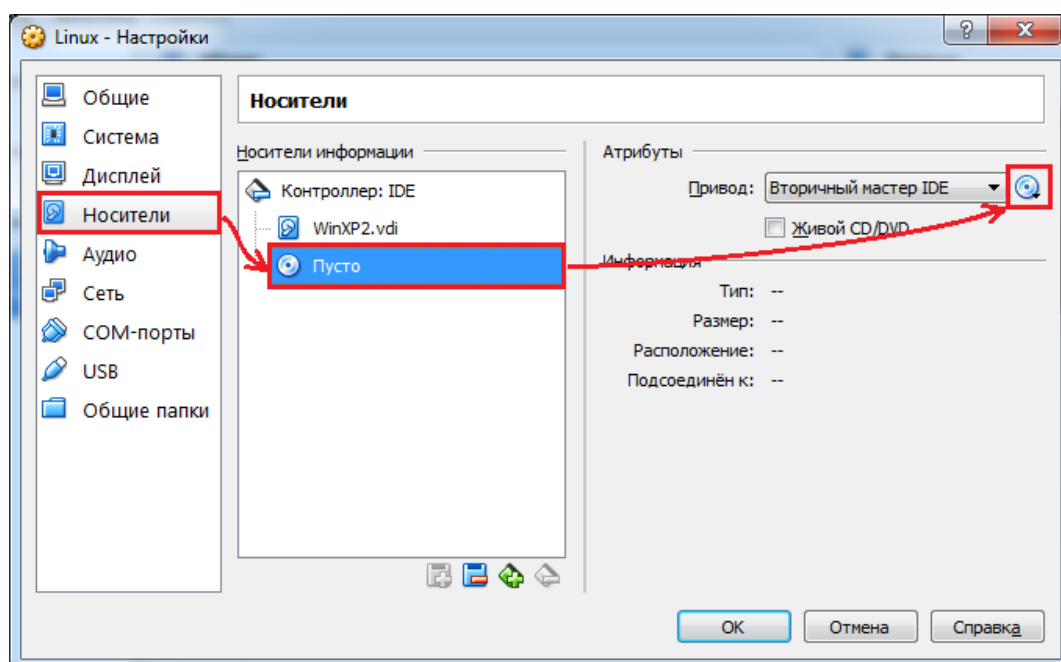 Linux - Настройки
Общие
Система
Дисплей
Носители
Аудио
Сеть
COM-порты
USB
Общие папки
Носители
Носители информации
Контроллер: IDE
WinXP2.vdi
Пусто
Атрибуты
Привод: Вторичный мастер IDE
Живой CD/DVD
Информация
Тип: --
Размер: --
Расположение: --
Подсоединён к: --
OK Отмена Справка